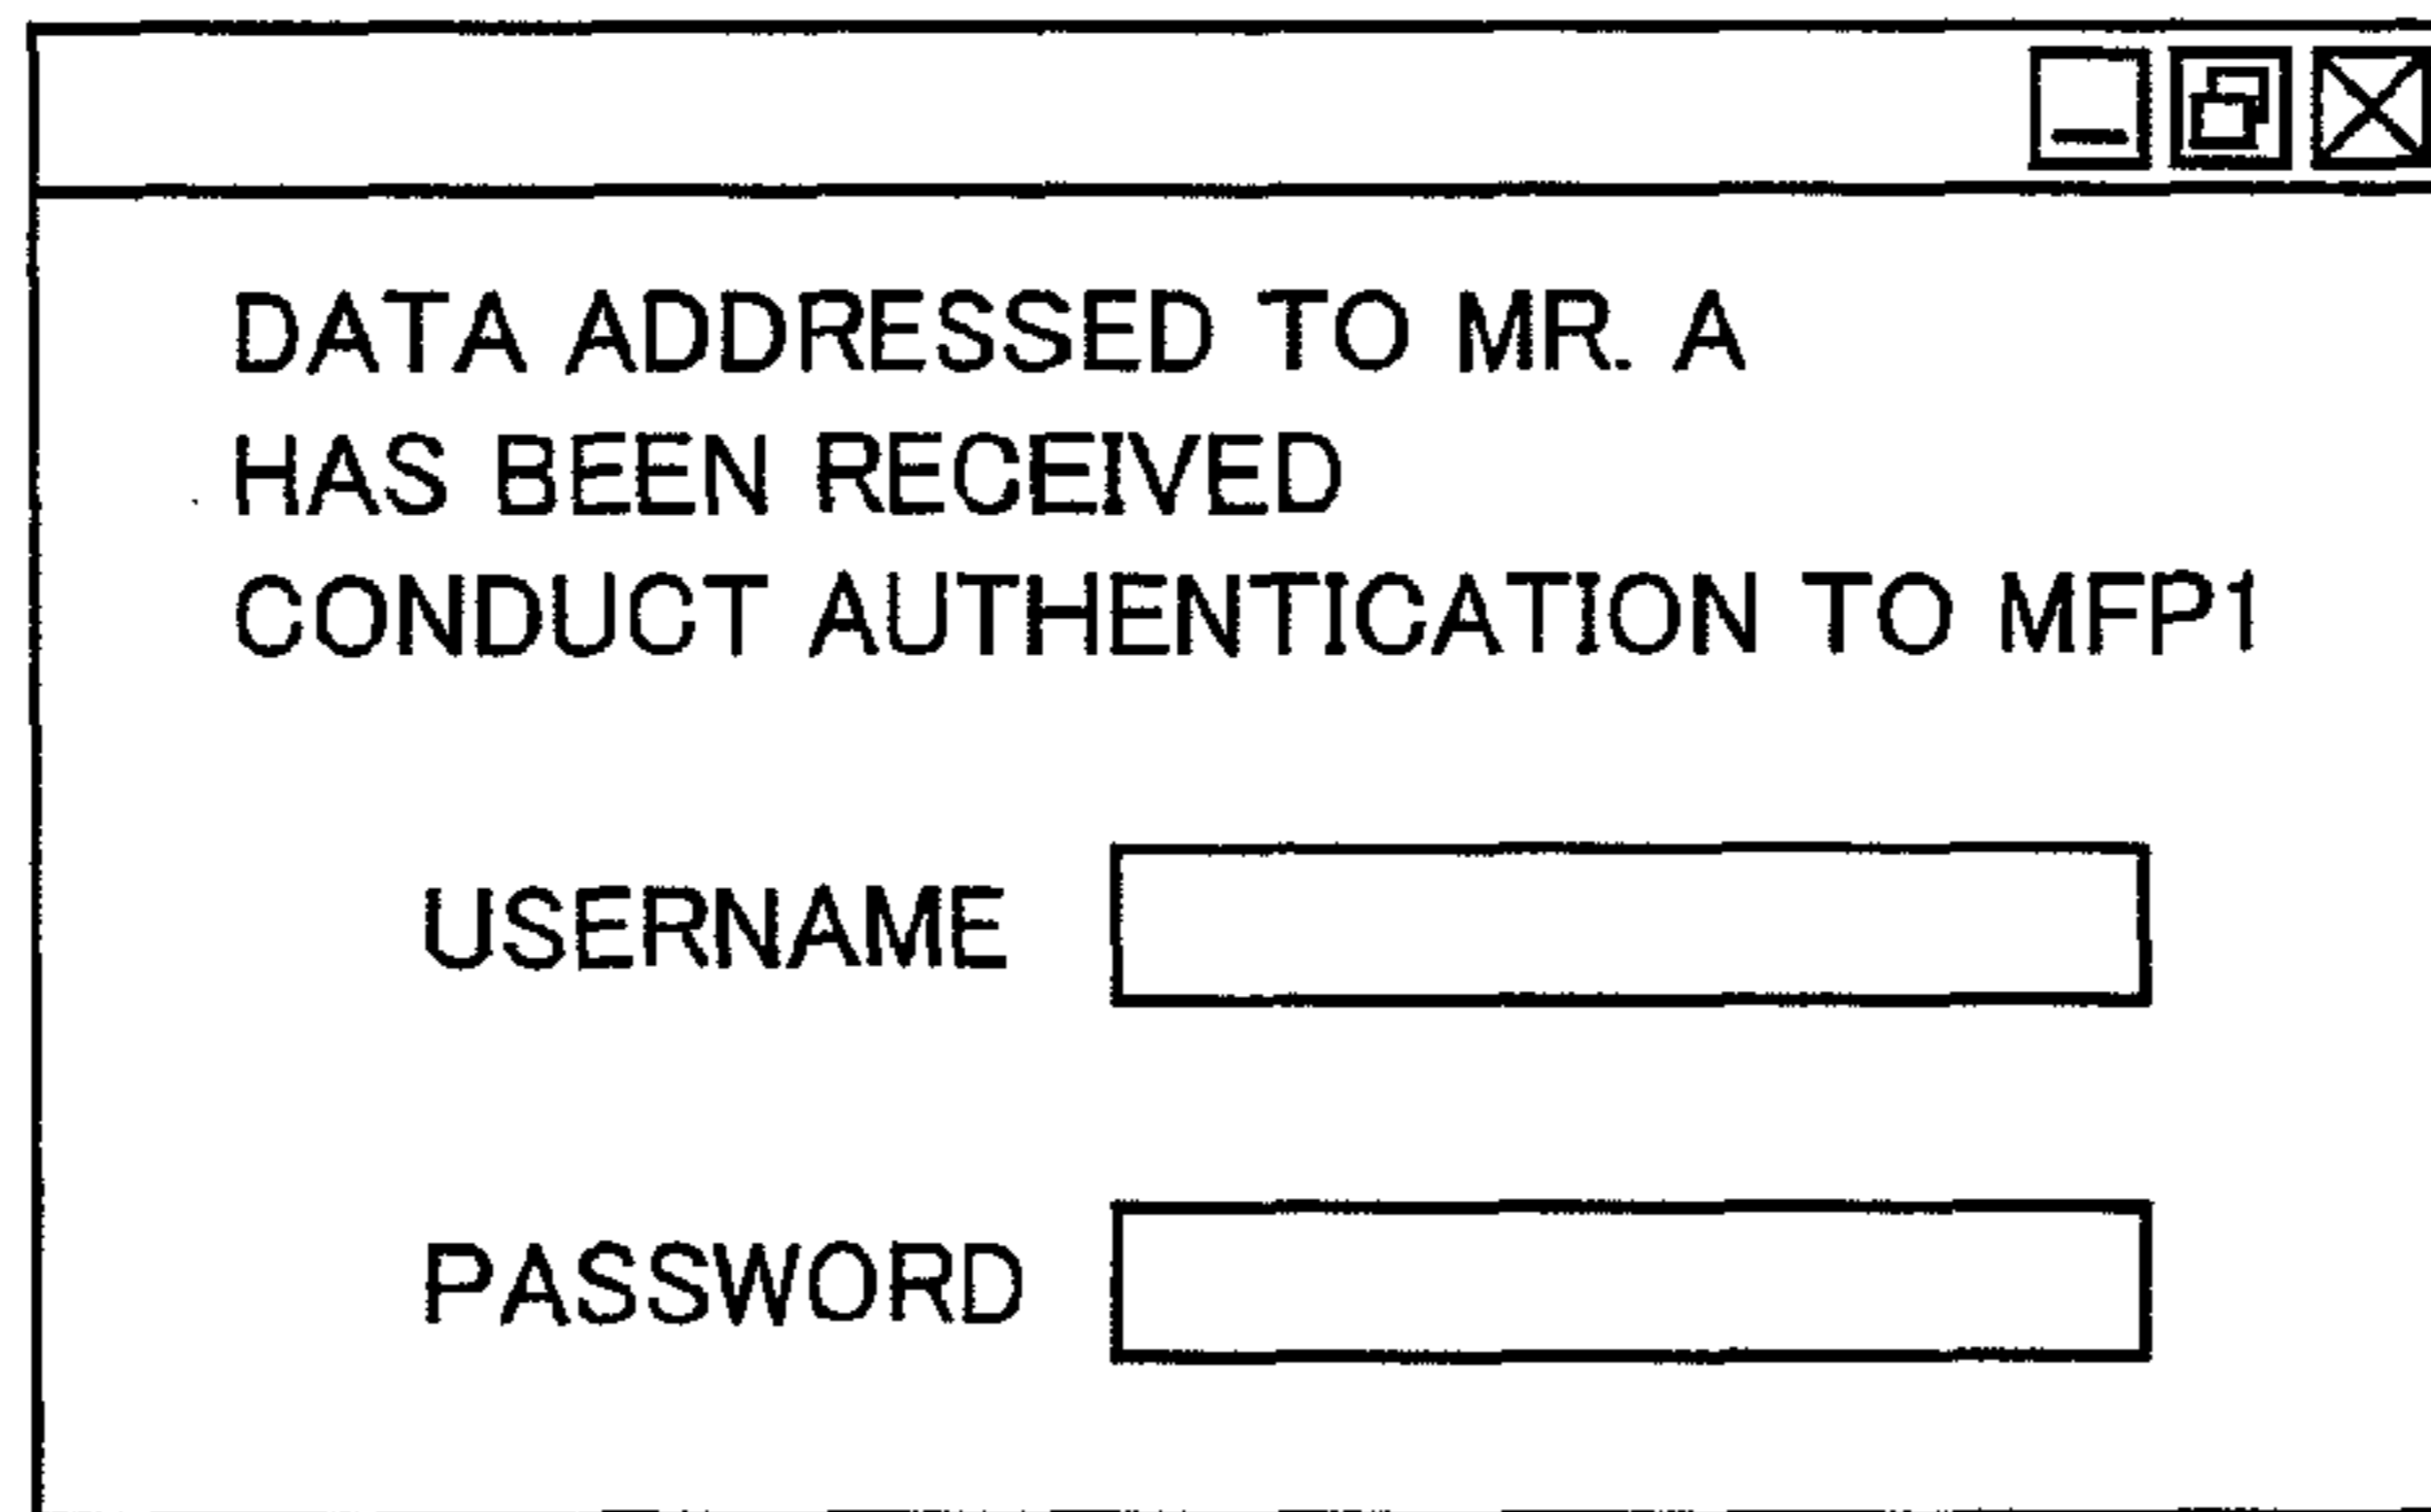 DATA ADDRESSED TO MR. A
HAS BEEN RECEIVED
CONDUCT AUTHENTICATION TO MFP1
USERNAME
PASSWORD